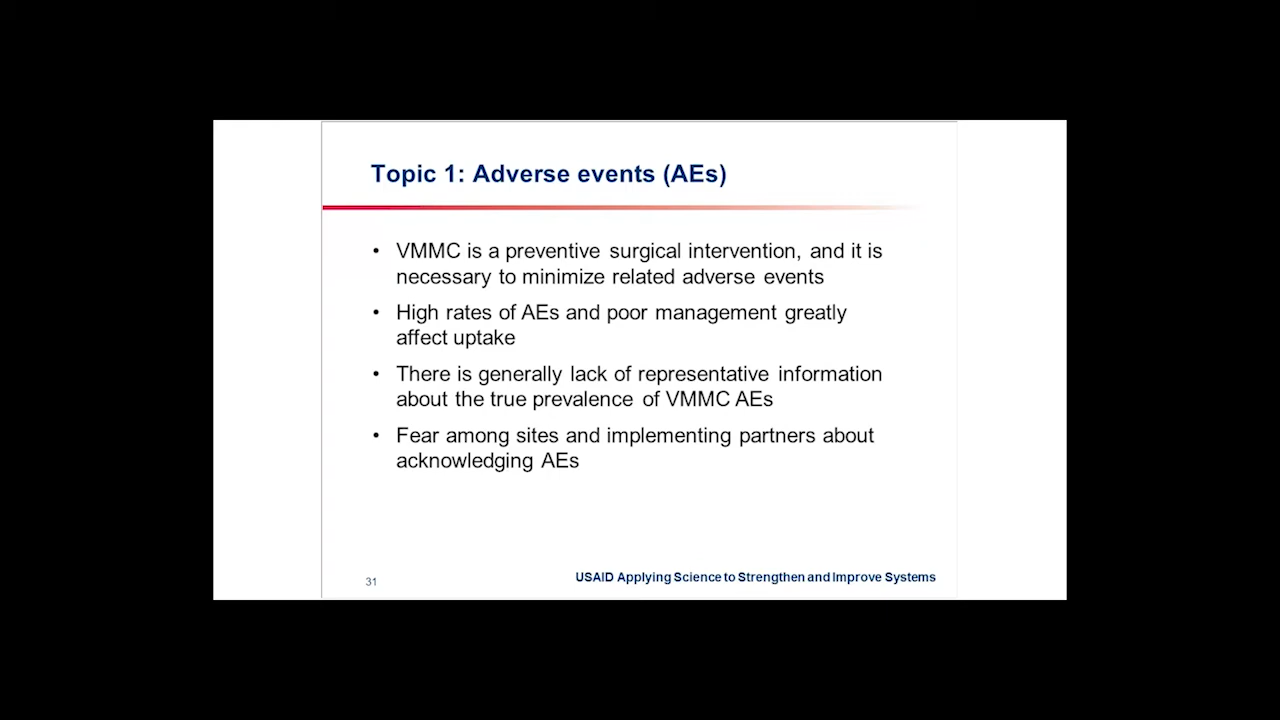 Topic 1: Adverse events (AEs)
• VMMC is a preventive surgical intervention, and it is
necessary to minimize related adverse events
• High rates of AEs and poor management greatly
affect uptake
• There is generally lack of representative information
about the true prevalence of VMMC AEs
• Fear among sites and implementing partners about
acknowledging AEs
31
USAID Applying Science to Strengthen and Improve Systems